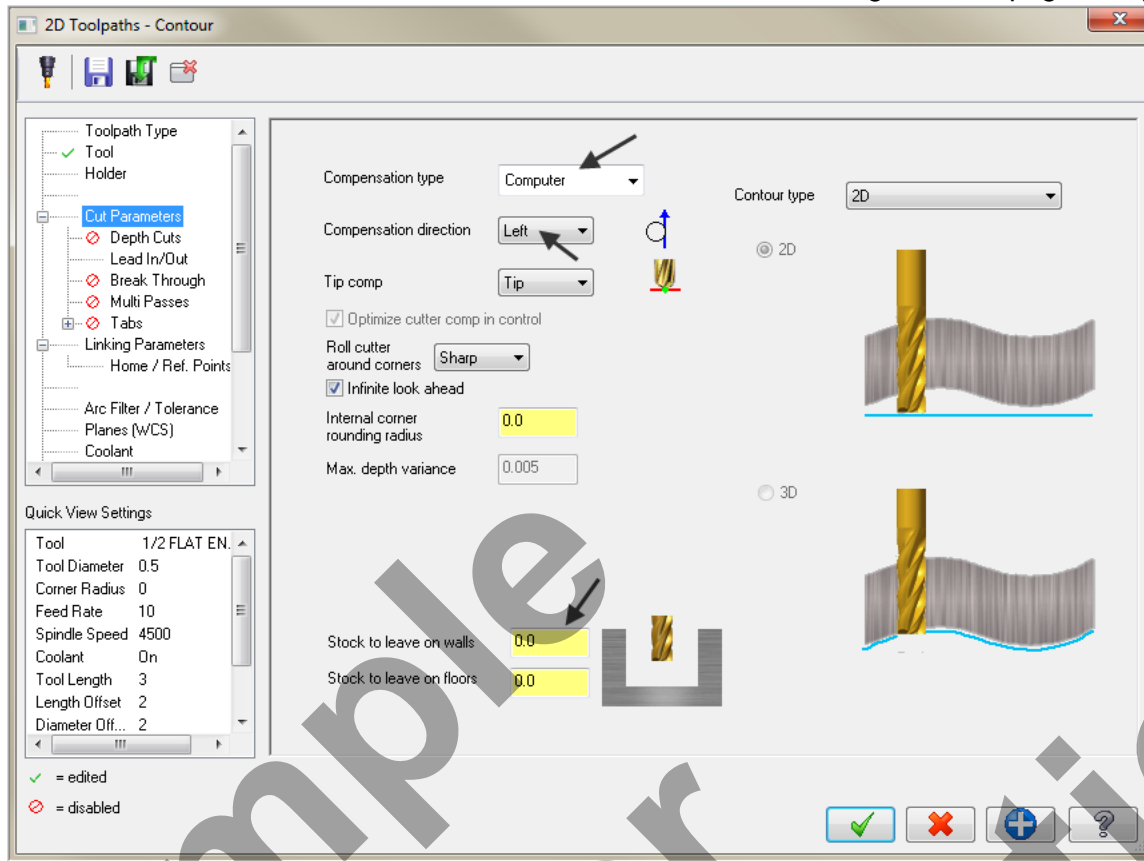 2D Toolpaths - Contour
Toolpath Type
Tool
Holder
Cut Parameters
Depth Cuts
Lead In/Out
Break Through
Multi Passes
Tabs
Linking Parameters
Home / Ref. Points
Arc Filter / Tolerance
Planes (WCS)
Coolant
Quick View Settings
Tool 1/2 FLAT EN.
Tool Diameter 0.5
Corner Radius 0
Feed Rate 10
Spindle Speed 4500
Coolant On
Tool Length 3
Length Offset 2
Diameter Off... 2
= edited
= disabled
Compensation type Computer
Compensation direction Left
Tip comp Tip
Optimize cutter comp in control
Roll cutter
around corners Sharp
Infinite look ahead
Internal corner
rounding radius 0.0
Max. depth variance 0.005
Stock to leave on walls 0.0
Stock to leave on floors 0.0
Contour type 2D
2D
3D